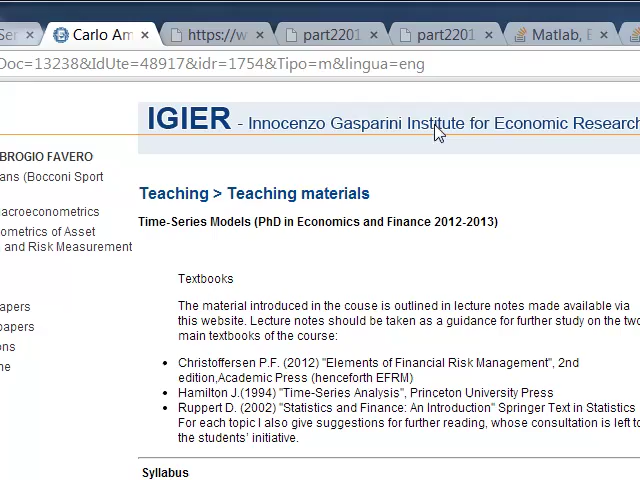 Ser
Carlo Am
https://w
part2201
part2201
Matlab, E
Doc=13238&IdUte=48917&idr=1754&Tipo=m&lingua=eng
IGIER - Innocenzo Gasparini Institute for Economic Research
BROGIO FAVERO
ans (Bocconi Sport
acroeconometrics
ometrics of Asset
and Risk Measurement
apers
papers
ons
ne
Teaching > Teaching materials
Time-Series Models (PhD in Economics and Finance 2012-2013)
Textbooks
The material introduced in the couse is outlined in lecture notes made available via
this website. Lecture notes should be taken as a guidance for further study on the two
main textbooks of the course:
• Christoffersen P.F. (2012) "Elements of Financial Risk Management", 2nd
edition,Academic Press (henceforth EFRM)
• Hamilton J.(1994) "Time-Series Analysis", Princeton University Press
• Ruppert D. (2002) "Statistics and Finance: An Introduction" Springer Text in Statistics
For each topic I also give suggestions for further reading, whose consultation is left to
the students' initiative.
Syllabus